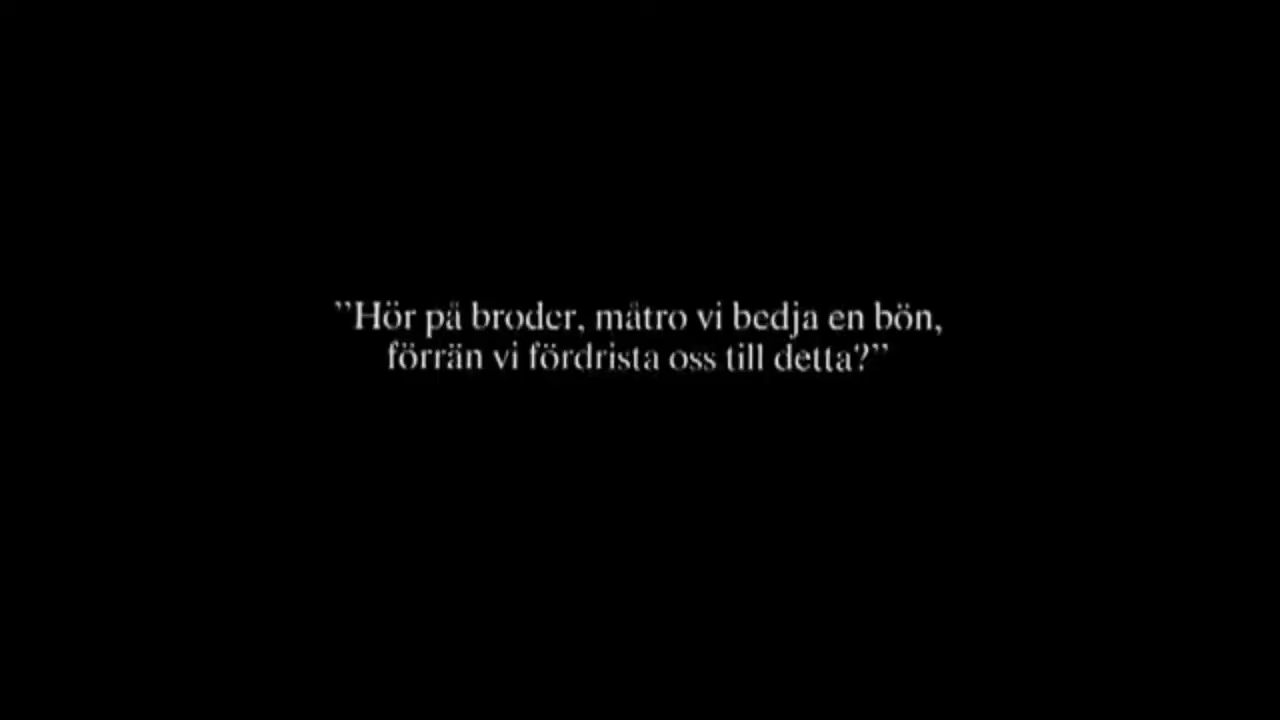 ”Hör på broder, måtro vi bedja en bön,
förrän vi fördrista oss till detta?”